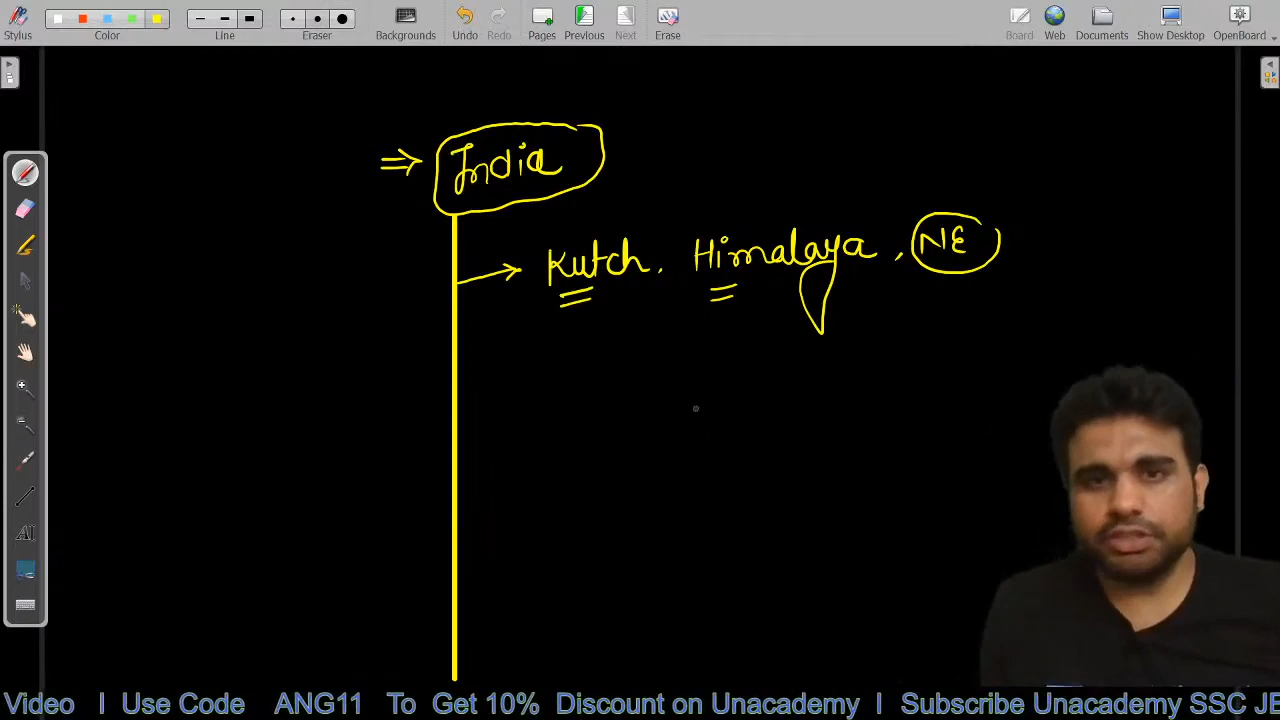 Stylus
Color
Line
Eraser
Backgrounds
Undo
Redo
Pages
Previous
Next
Erase
Board
Web
Documents
Show Desktop
OpenBoard
⇒ India
→ Kutch, Himalaya, NE
AI
Video I Use Code ANG11 To Get 10% Discount on Unacademy I Subscribe Unacademy SSC JE